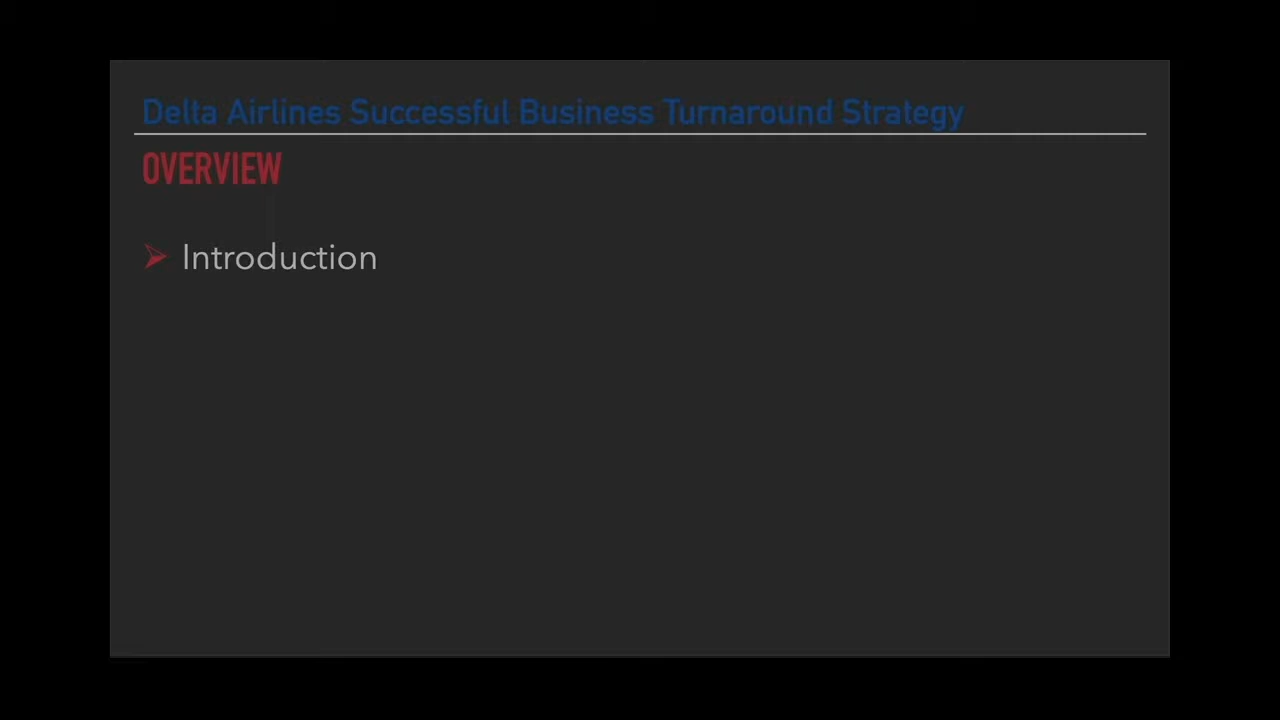 Delta Airlines Successful Business Turnaround Strategy
OVERVIEW
Introduction